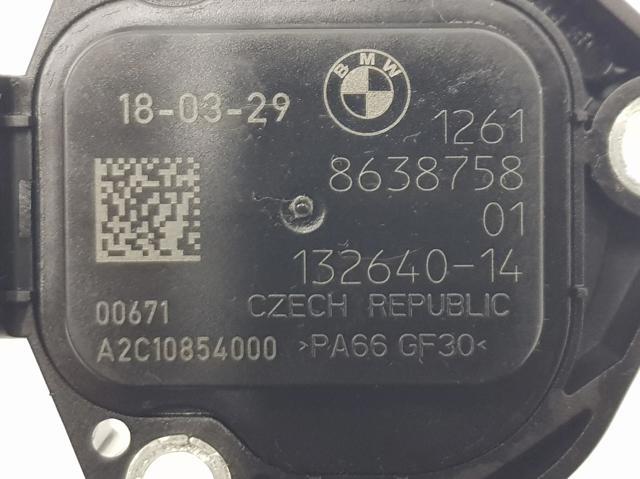 BMW
18-03-29
1261
8638758
01
132640-14
00671
CZECH REPUBLIC
A2C10854000 >PA66 GF30<